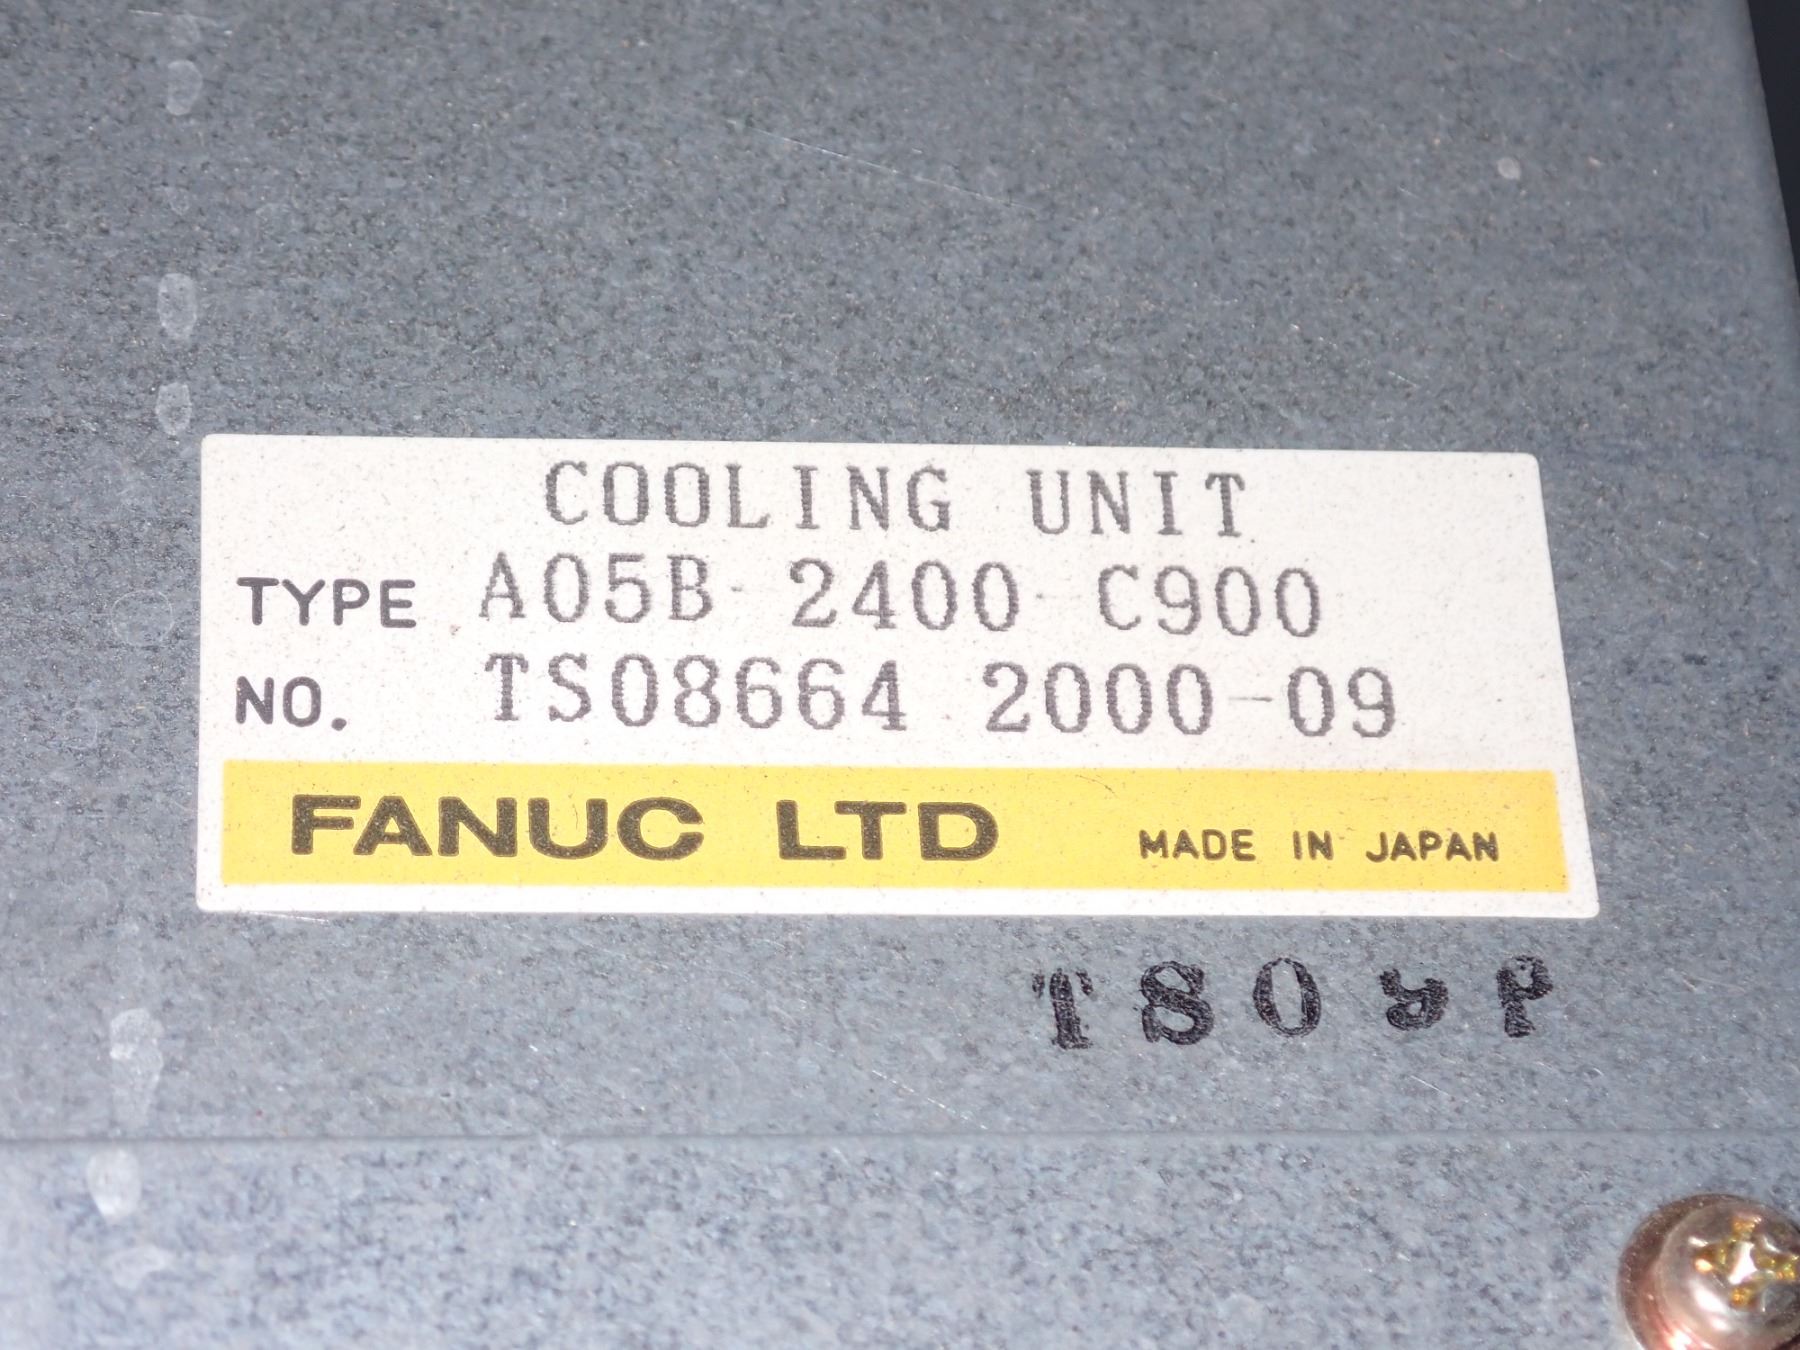 COOLING UNIT
TYPE A05B-2400-C900
NO. TS08664 2000-09
FANUC LTD MADE IN JAPAN